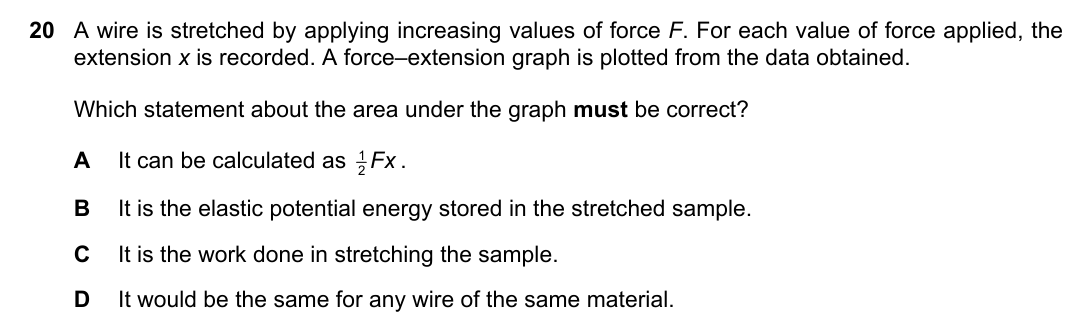 20 A wire is stretched by applying increasing values of force F. For each value of force applied, the
extension x is recorded. A force–extension graph is plotted from the data obtained.
Which statement about the area under the graph must be correct?
A It can be calculated as ½Fx.
B It is the elastic potential energy stored in the stretched sample.
C It is the work done in stretching the sample.
D It would be the same for any wire of the same material.